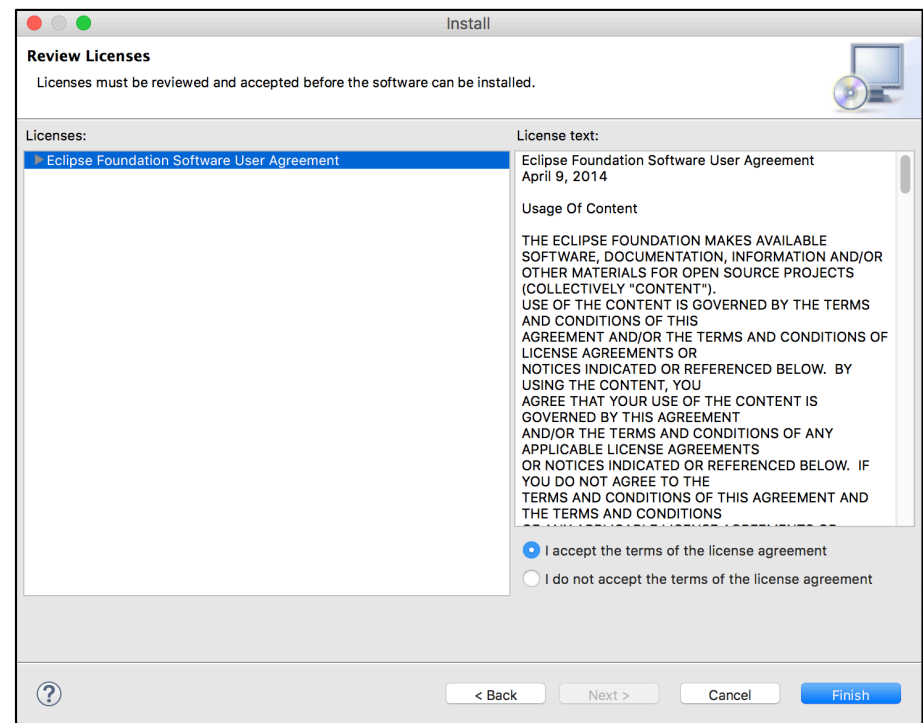 Install
Review Licenses
Licenses must be reviewed and accepted before the software can be installed.
Licenses:
Eclipse Foundation Software User Agreement
License text:
Eclipse Foundation Software User Agreement
April 9, 2014
Usage Of Content
THE ECLIPSE FOUNDATION MAKES AVAILABLE
SOFTWARE, DOCUMENTATION, INFORMATION AND/OR
OTHER MATERIALS FOR OPEN SOURCE PROJECTS
(COLLECTIVELY "CONTENT").
USE OF THE CONTENT IS GOVERNED BY THE TERMS
AND CONDITIONS OF THIS
AGREEMENT AND/OR THE TERMS AND CONDITIONS OF
LICENSE AGREEMENTS OR
NOTICES INDICATED OR REFERENCED BELOW.  BY
USING THE CONTENT, YOU
AGREE THAT YOUR USE OF THE CONTENT IS
GOVERNED BY THIS AGREEMENT
AND/OR THE TERMS AND CONDITIONS OF ANY
APPLICABLE LICENSE AGREEMENTS
OR NOTICES INDICATED OR REFERENCED BELOW.  IF
YOU DO NOT AGREE TO THE
TERMS AND CONDITIONS OF THIS AGREEMENT AND
THE TERMS AND CONDITIONS
I accept the terms of the license agreement
I do not accept the terms of the license agreement
?
< Back
Next >
Cancel
Finish